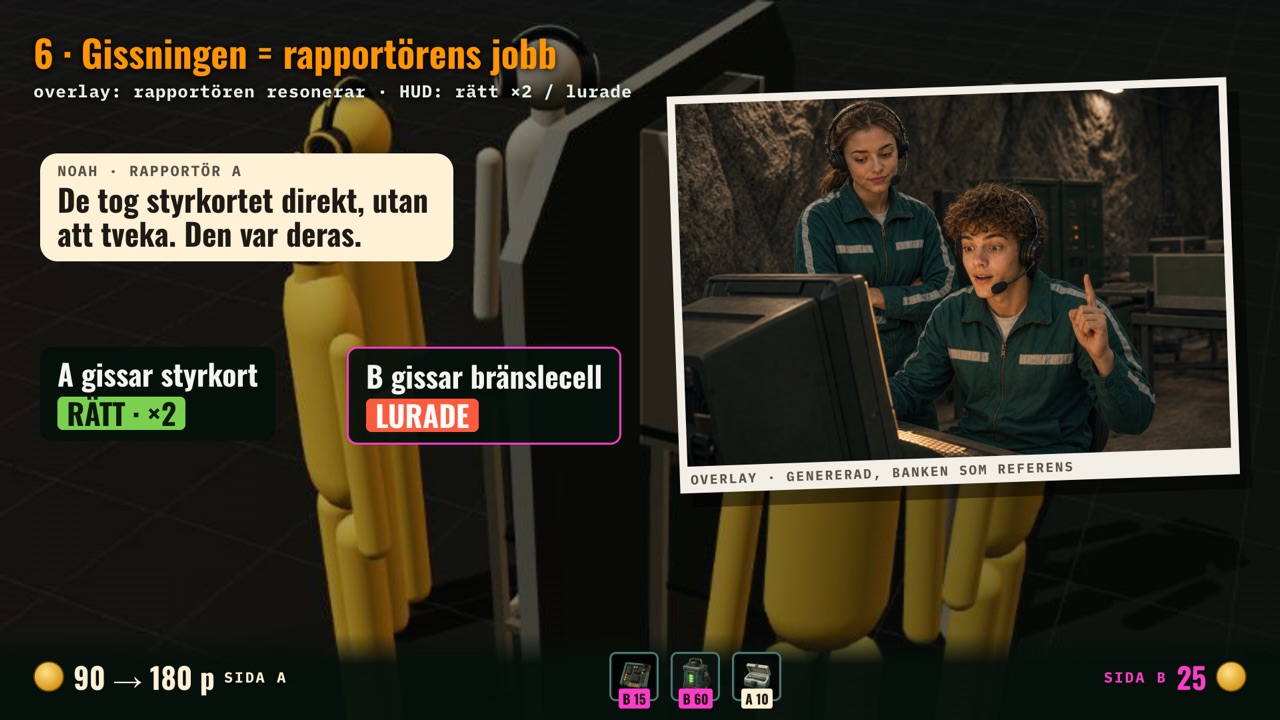 6 · Gissningen = rapportörens jobb
overlay: rapportören resonerar · HUD: rätt ×2 / lurade
NOAH · RAPPORTÖR A
De tog styrkortet direkt, utan
att tveka. Den var deras.
A gissar styrkort
RÄTT · ×2
B gissar bränslecell
LURADE
OVERLAY · GENERERAD, BANKEN SOM REFERENS
90 → 180 p SIDA A
B 15
B 60
A 10
SIDA B 25